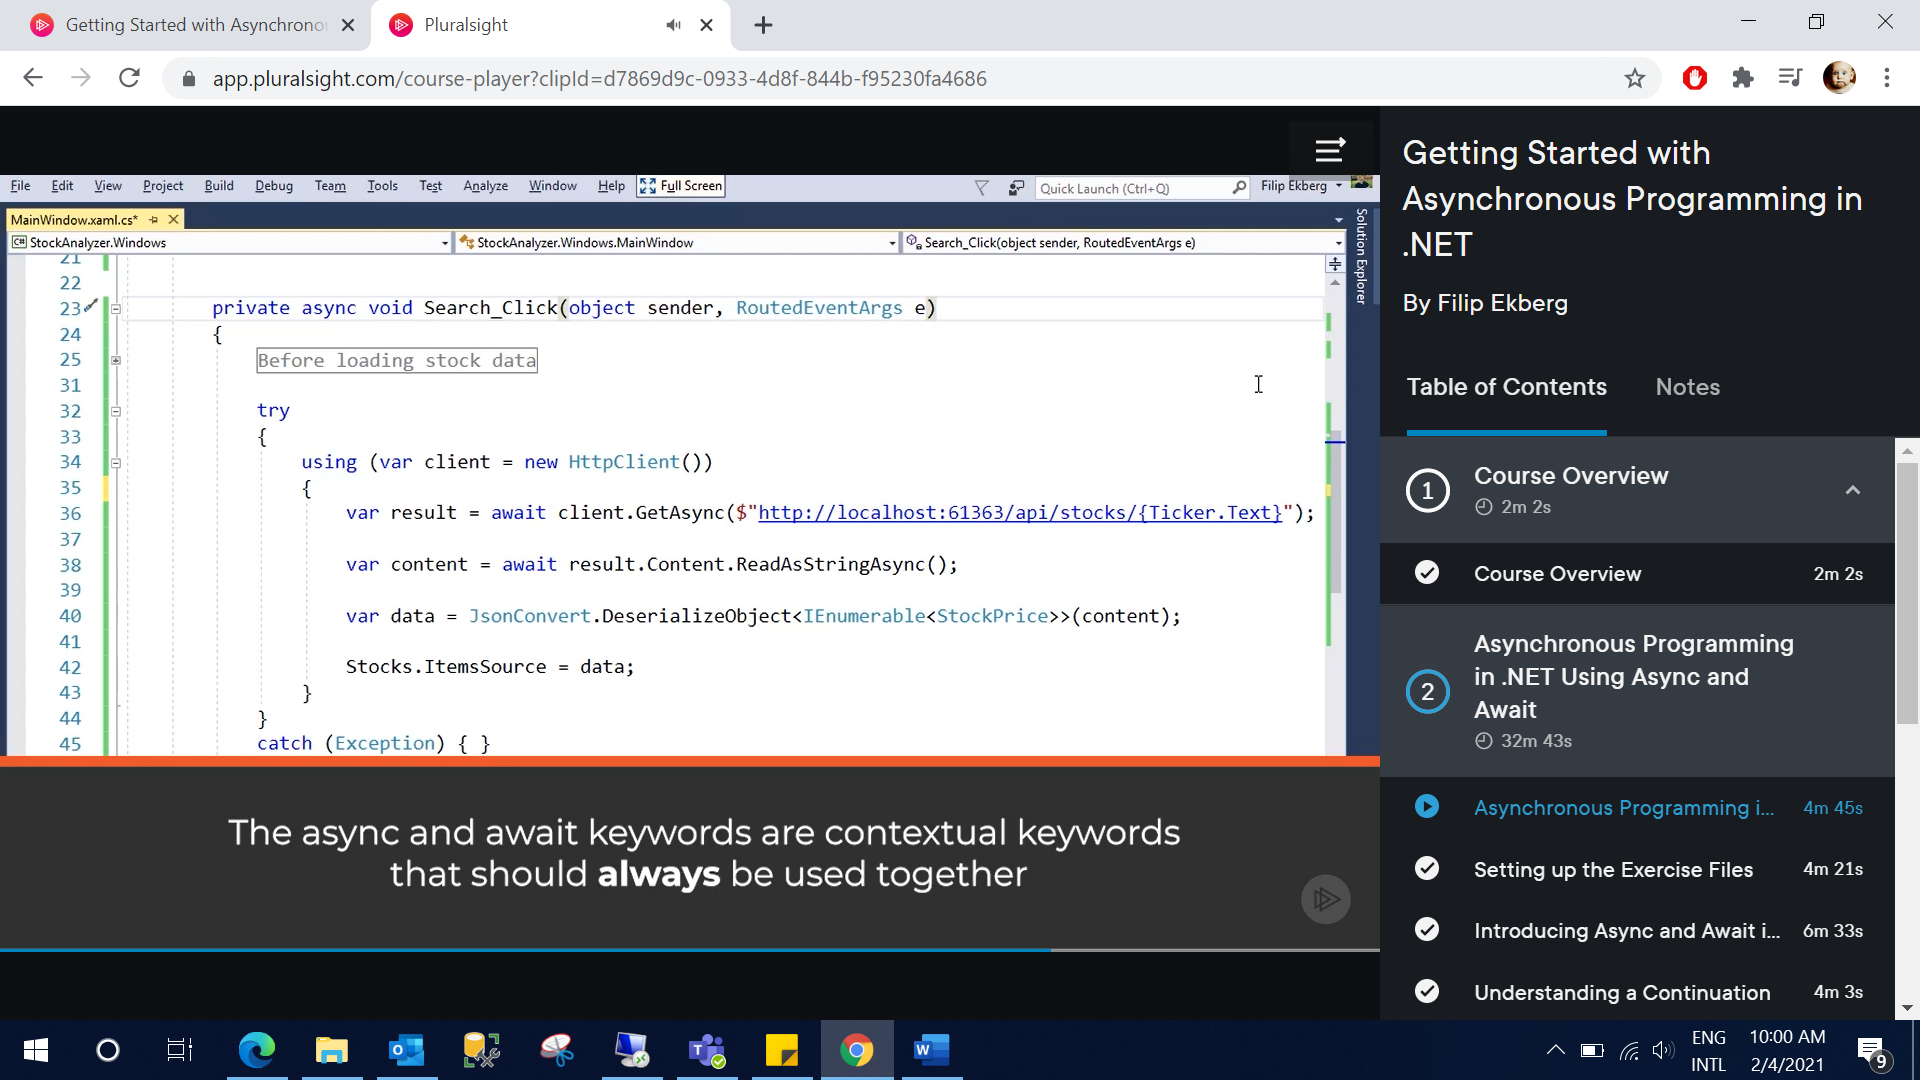 Getting Started with Asynchrono
Pluralsight
app.pluralsight.com/course-player?clipId=d7869d9c-0933-4d8f-844b-f95230fa4686
File Edit View Project Build Debug Team Tools Test Analyze Window Help Full Screen Quick Launch (Ctrl+Q) Filip Ekberg
MainWindow.xaml.cs*
StockAnalyzer.Windows StockAnalyzer.Windows.MainWindow Search_Click(object sender, RoutedEventArgs e)
Solution Explorer
21
22
23 private async void Search_Click(object sender, RoutedEventArgs e)
24 {
25 Before loading stock data
31
32 try
33 {
34 using (var client = new HttpClient())
35 {
36 var result = await client.GetAsync($"http://localhost:61363/api/stocks/{Ticker.Text}");
37
38 var content = await result.Content.ReadAsStringAsync();
39
40 var data = JsonConvert.DeserializeObject<IEnumerable<StockPrice>>(content);
41
42 Stocks.ItemsSource = data;
43 }
44 }
45 catch (Exception) { }
The async and await keywords are contextual keywords
that should always be used together
Getting Started with
Asynchronous Programming in
.NET
By Filip Ekberg
Table of Contents Notes
1 Course Overview
2m 2s
Course Overview 2m 2s
2 Asynchronous Programming
in .NET Using Async and
Await
32m 43s
Asynchronous Programming i... 4m 45s
Setting up the Exercise Files 4m 21s
Introducing Async and Await i... 6m 33s
Understanding a Continuation 4m 3s
ENG
INTL
10:00 AM
2/4/2021
9